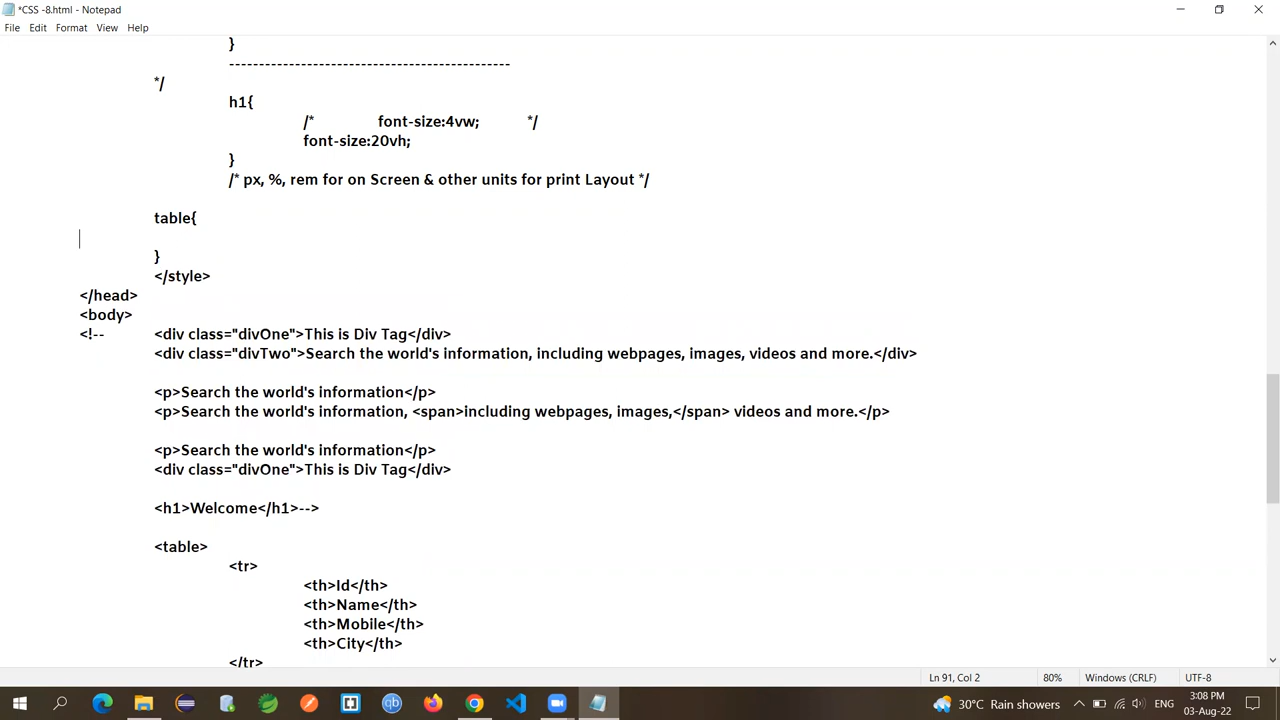 *CSS -8.html - Notepad
File Edit Format View Help
}
-----------------------------------------------
*/
h1{
/* font-size:4vw; */
font-size:20vh;
}
/* px, %, rem for on Screen & other units for print Layout */
table{
}
</style>
</head>
<body>
<!-- <div class="divOne">This is Div Tag</div>
<div class="divTwo">Search the world's information, including webpages, images, videos and more.</div>
<p>Search the world's information</p>
<p>Search the world's information, <span>including webpages, images,</span> videos and more.</p>
<p>Search the world's information</p>
<div class="divOne">This is Div Tag</div>
<h1>Welcome</h1>-->
<table>
<tr>
<th>Id</th>
<th>Name</th>
<th>Mobile</th>
<th>City</th>
</tr>
Ln 91, Col 2 80% Windows (CRLF) UTF-8
qb
30°C Rain showers ENG 3:08 PM
03-Aug-22